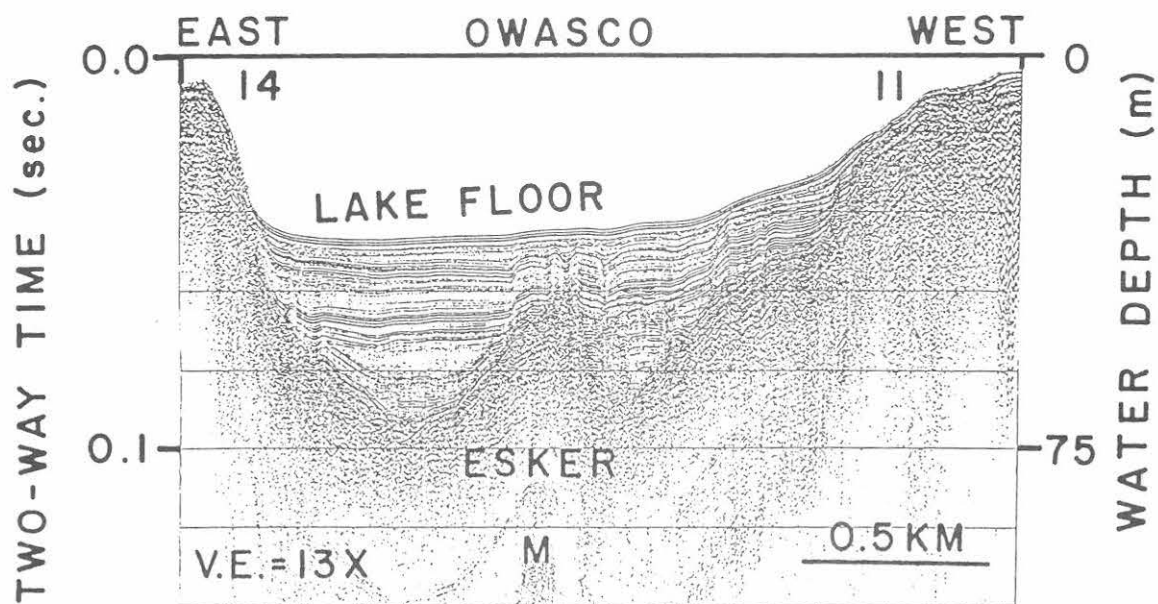 EAST OWASCO WEST
0.0 0
14 11
LAKE FLOOR
TWO-WAY TIME (sec.)
WATER DEPTH (m)
0.1 75
ESKER
M
V.E.=13X
0.5 KM